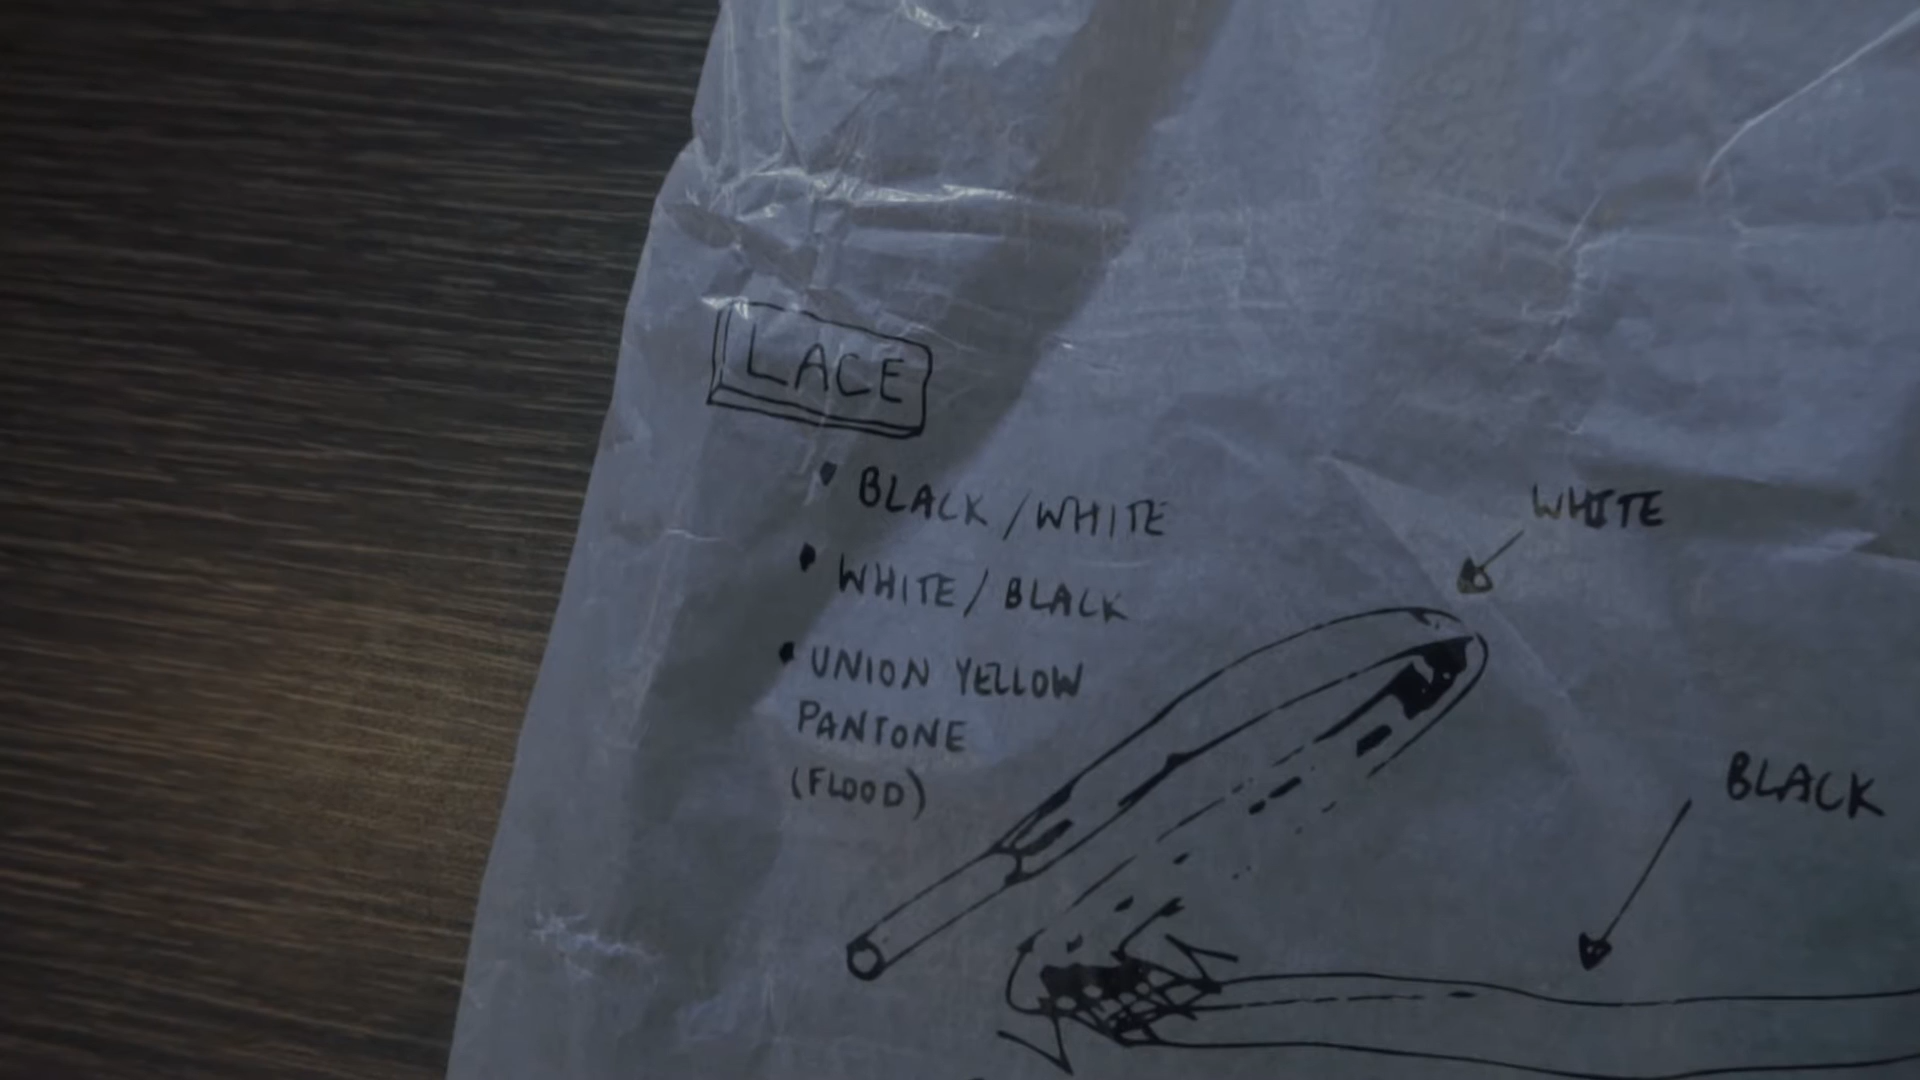 LACE
BLACK / WHITE
WHITE / BLACK
UNION YELLOW
PANTONE
(FLOOD)
WHITE
BLACK